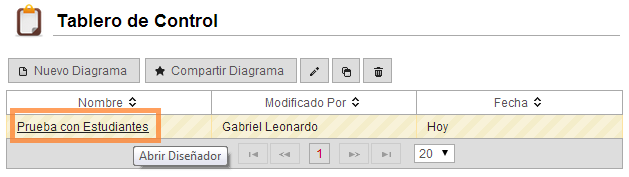 Tablero de Control
Nuevo Diagrama Compartir Diagrama
Nombre Modificado Por Fecha
Prueba con Estudiantes Gabriel Leonardo Hoy
Abrir Diseñador 1 20